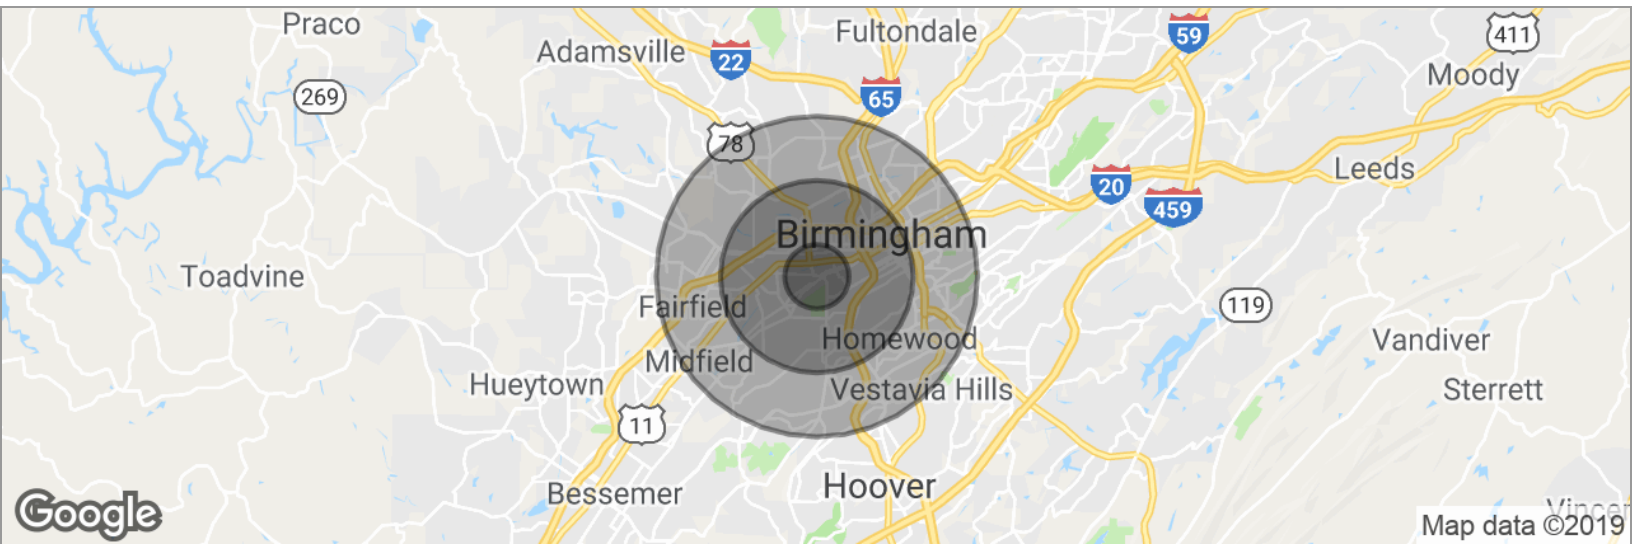 Praco
Fultondale
59
411
Adamsville
22
Moody
269
65
78
Leeds
20
459
Birmingham
Toadvine
Fairfield
119
Homewood
Vandiver
Midfield
Hueytown
Vestavia Hills
Sterrett
11
Hoover
Bessemer
Google
Vincen
Map data ©2019